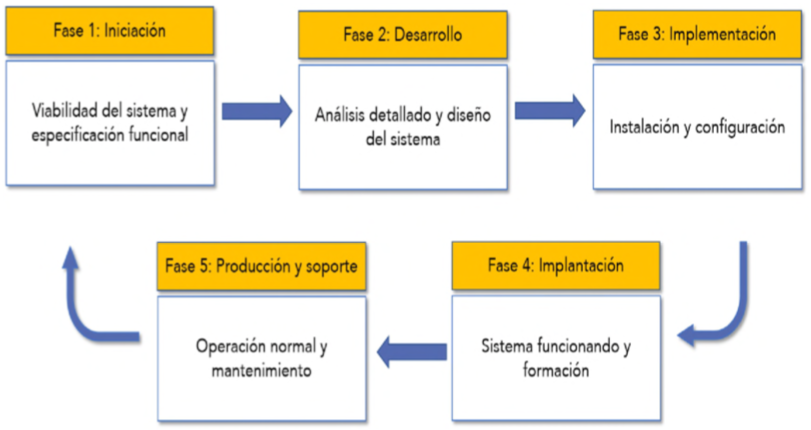 Fase 1: Iniciación
Viabilidad del sistema y
especificación funcional
Fase 2: Desarrollo
Análisis detallado y diseño
del sistema
Fase 3: Implementación
Instalación y configuración
Fase 4: Implantación
Sistema funcionando y
formación
Fase 5: Producción y soporte
Operación normal y
mantenimiento